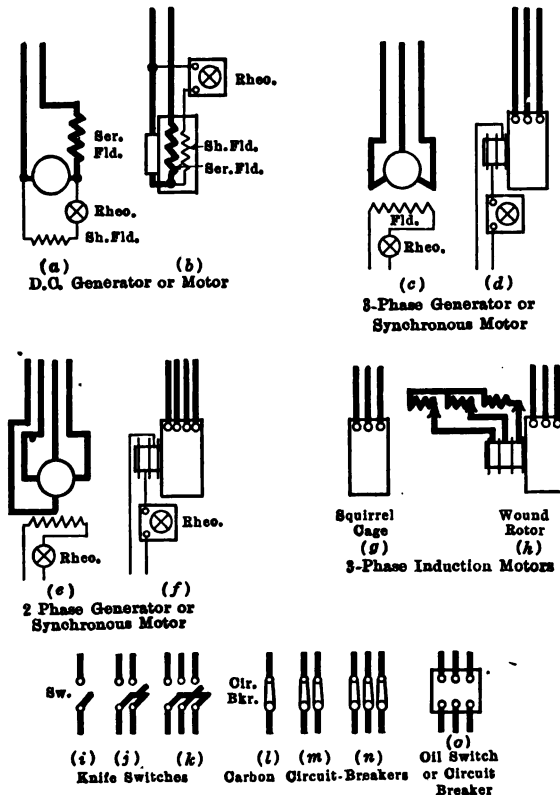 Rheo.
Ser.
Fld.
Sh.Fld.
Ser.Fld.
Rheo.
Sh.Fld.
(a) (b)
D.C. Generator or Motor
Fld.
Rheo.
(c) (d)
3-Phase Generator or
Synchronous Motor
Rheo.
(e) (f)
2 Phase Generator or
Synchronous Motor
Squirrel
Cage
(g)
Wound
Rotor
(h)
3-Phase Induction Motors
Sw.
(i) (j) (k)
Knife Switches
Cir.
Bkr.
(l) (m) (n)
Carbon Circuit-Breakers
(o)
Oil Switch
or Circuit
Breaker